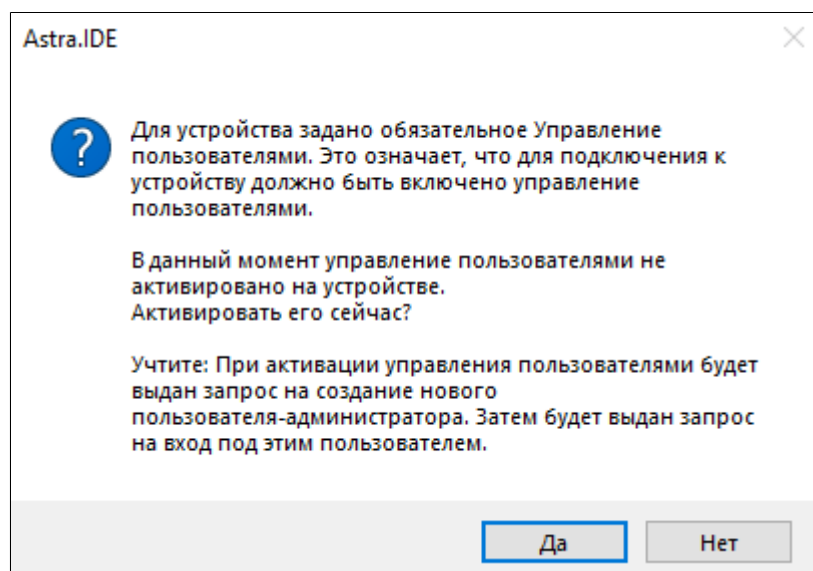 Astra.IDE
Для устройства задано обязательное Управление
пользователями. Это означает, что для подключения к
устройству должно быть включено управление
пользователями.
В данный момент управление пользователями не
активировано на устройстве.
Активировать его сейчас?
Учтите: При активации управления пользователями будет
выдан запрос на создание нового
пользователя-администратора. Затем будет выдан запрос
на вход под этим пользователем.
Да
Нет